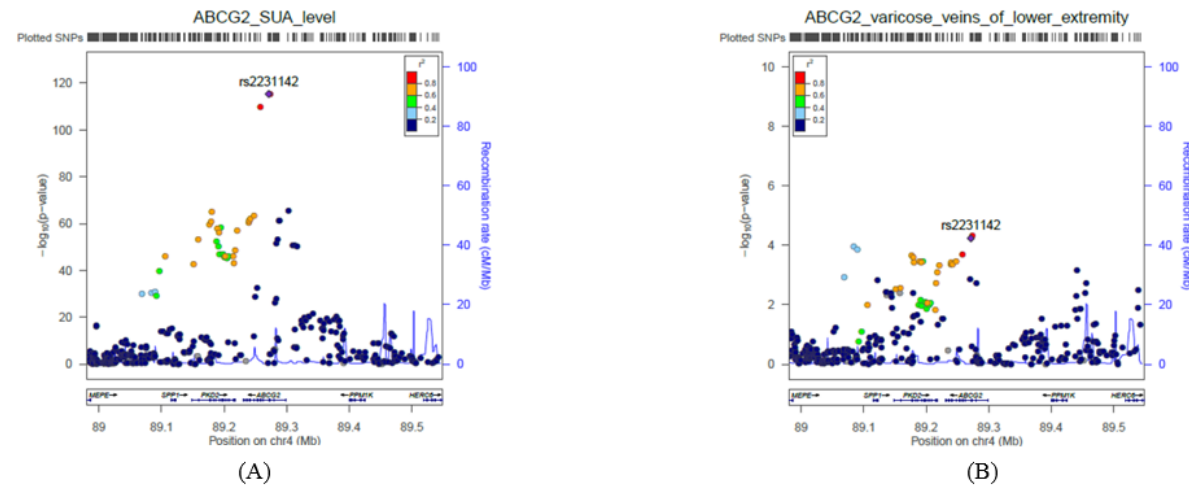 ABCG2_SUA_level
Plotted SNPs
rs2231142
r²
0.8
0.6
0.4
0.2
120
100
80
60
40
20
0
−log₁₀(p-value)
100
80
60
40
20
0
Recombination rate (cM/Mb)
MEPE→
SPP1→
PKD2→
←ABCG2
←PPM1K
HERC6→
89 89.1 89.2 89.3 89.4 89.5
Position on chr4 (Mb)
(A)
ABCG2_varicose_veins_of_lower_extremity
Plotted SNPs
rs2231142
r²
0.8
0.6
0.4
0.2
10
8
6
4
2
0
−log₁₀(p-value)
100
80
60
40
20
0
Recombination rate (cM/Mb)
MEPE→
SPP1→
PKD2→
←ABCG2
←PPM1K
HERC6→
89 89.1 89.2 89.3 89.4 89.5
Position on chr4 (Mb)
(B)